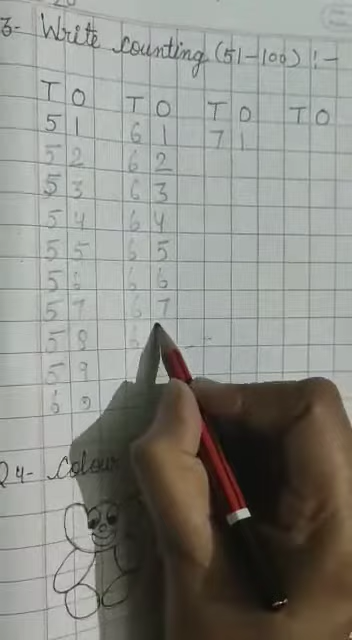 3- Write counting (51-100) :-
T O T O T O T O
5 1 6 1 7 1
5 2 6 2
5 3 6 3
5 4 6 4
5 5 6 5
5 6 6 6
5 7 6 7
5 8 6
5 9
6 0
Q4- Colou